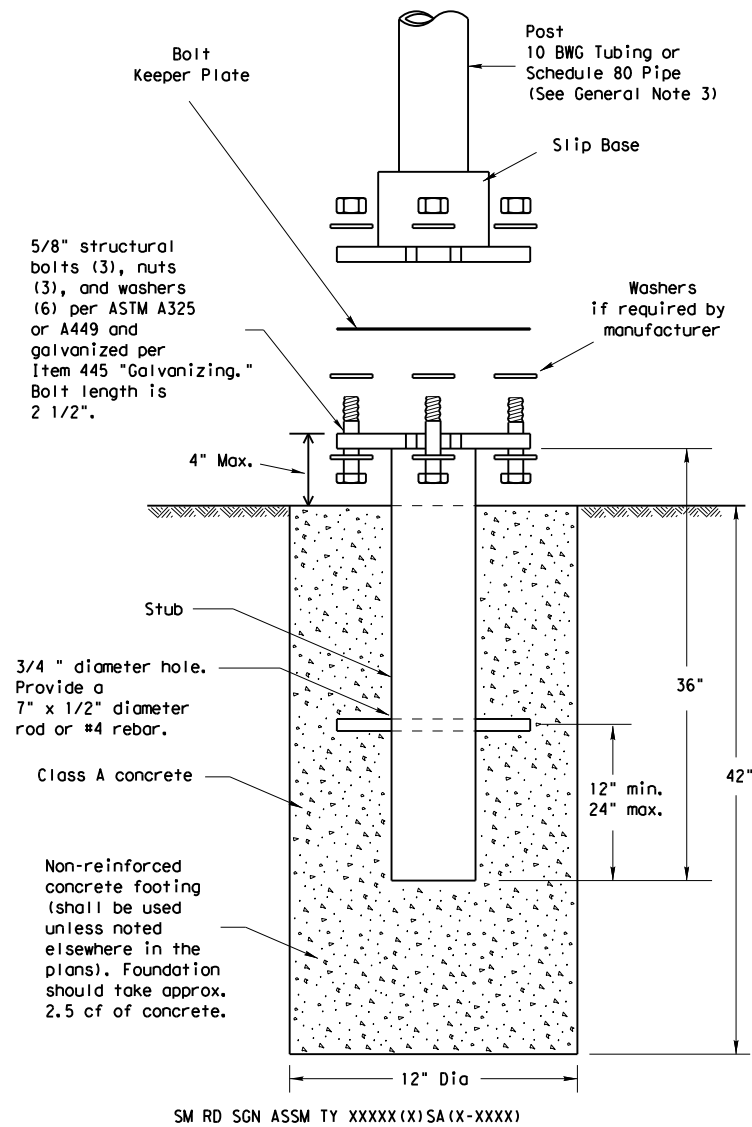 Bolt
Keeper Plate
Post
10 BWG Tubing or
Schedule 80 Pipe
(See General Note 3)
Slip Base
5/8" structural
bolts (3), nuts
(3), and washers
(6) per ASTM A325
or A449 and
galvanized per
Item 445 "Galvanizing."
Bolt length is
2 1/2".
Washers
if required by
manufacturer
4" Max.
Stub
3/4 " diameter hole.
Provide a
7" x 1/2" diameter
rod or #4 rebar.
36"
Class A concrete
12" min.
24" max.
42"
Non-reinforced
concrete footing
(shall be used
unless noted
elsewhere in the
plans). Foundation
should take approx.
2.5 cf of concrete.
12" Dia
SM RD SGN ASSM TY XXXXX(X)SA(X-XXXX)